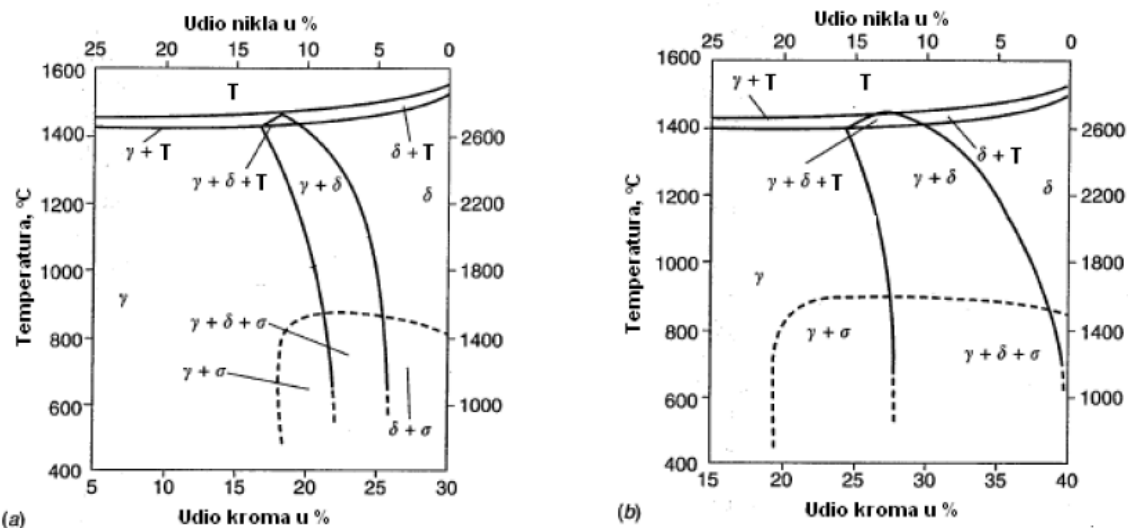 Udio nikla u %
25 20 15 10 5 0
1600
1400
1200
1000
800
600
400
Temperatura, °C
2600
2200
1800
1400
1000
T
γ + T
γ + δ + T
γ + δ
δ + T
δ
γ
γ + δ + σ
γ + σ
δ + σ
5 10 15 20 25 30
Udio kroma u %
(a)
Udio nikla u %
25 20 15 10 5 0
1600
1400
1200
1000
800
600
400
Temperatura, °C
2600
2200
1800
1400
1000
γ + T
T
δ + T
γ + δ + T
γ + δ
δ
γ
γ + σ
γ + δ + σ
15 20 25 30 35 40
Udio kroma u %
(b)